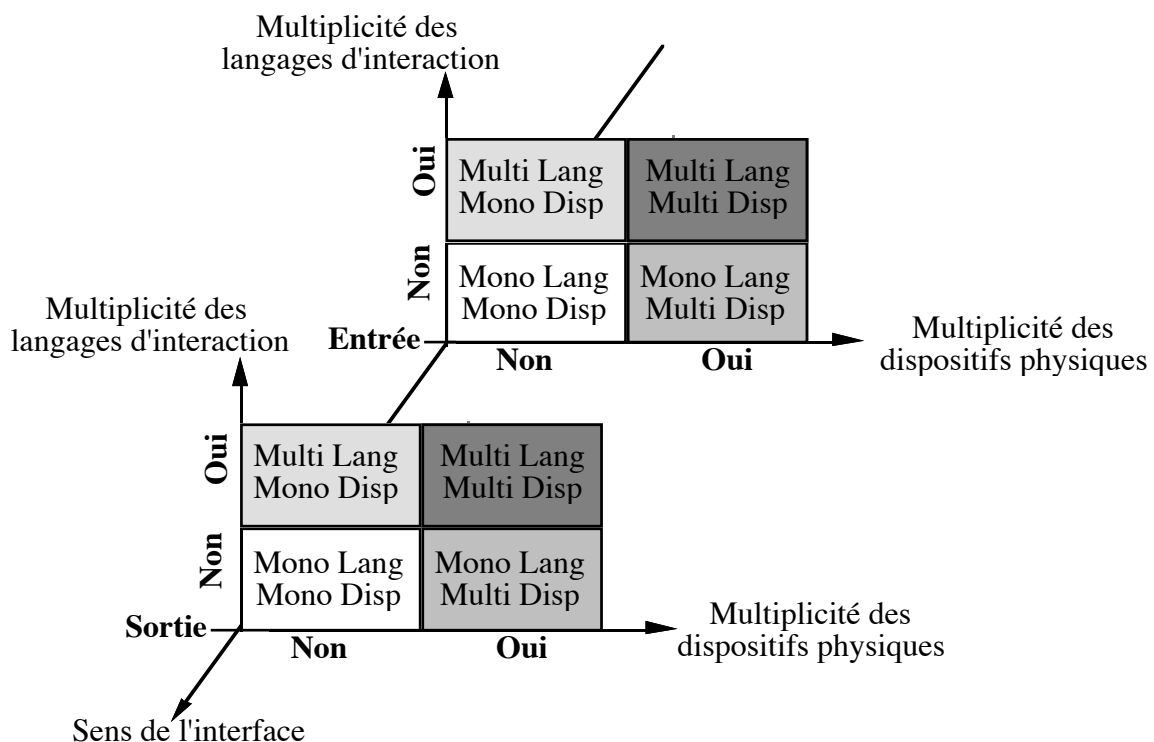 Multiplicité des
langages d'interaction
Oui
Multi Lang
Mono Disp
Multi Lang
Multi Disp
Non
Mono Lang
Mono Disp
Mono Lang
Multi Disp
Entrée
Non
Oui
Multiplicité des
dispositifs physiques
Multiplicité des
langages d'interaction
Oui
Multi Lang
Mono Disp
Multi Lang
Multi Disp
Non
Mono Lang
Mono Disp
Mono Lang
Multi Disp
Sortie
Non
Oui
Multiplicité des
dispositifs physiques
Sens de l'interface